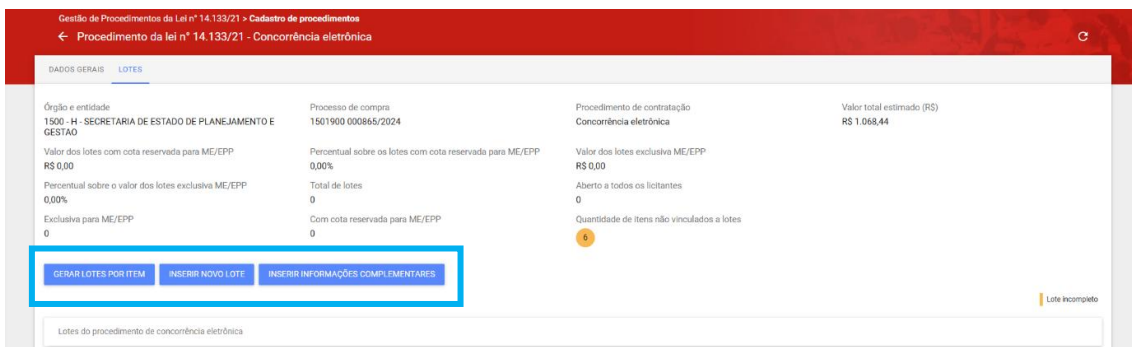 Gestão de Procedimentos da Lei n° 14.133/21 > Cadastro de procedimentos
Procedimento da lei n° 14.133/21 - Concorrência eletrônica
DADOS GERAIS LOTES
Órgão e entidade Processo de compra Procedimento de contratação Valor total estimado (R$)
1500 - H - SECRETARIA DE ESTADO DE PLANEJAMENTO E 1501900 000865/2024 Concorrência eletrônica R$ 1.068,44
GESTAO
Valor dos lotes com cota reservada para ME/EPP Percentual sobre os lotes com cota reservada para ME/EPP Valor dos lotes exclusiva ME/EPP
R$ 0,00 0,00% R$ 0,00
Percentual sobre o valor dos lotes exclusiva ME/EPP Total de lotes Aberto a todos os licitantes
0,00% 0 0
Exclusiva para ME/EPP Com cota reservada para ME/EPP Quantidade de itens não vinculados a lotes
0 0 6
GERAR LOTES POR ITEM INSERIR NOVO LOTE INSERIR INFORMAÇÕES COMPLEMENTARES
Lote incompleto
Lotes do procedimento de concorrência eletrônica